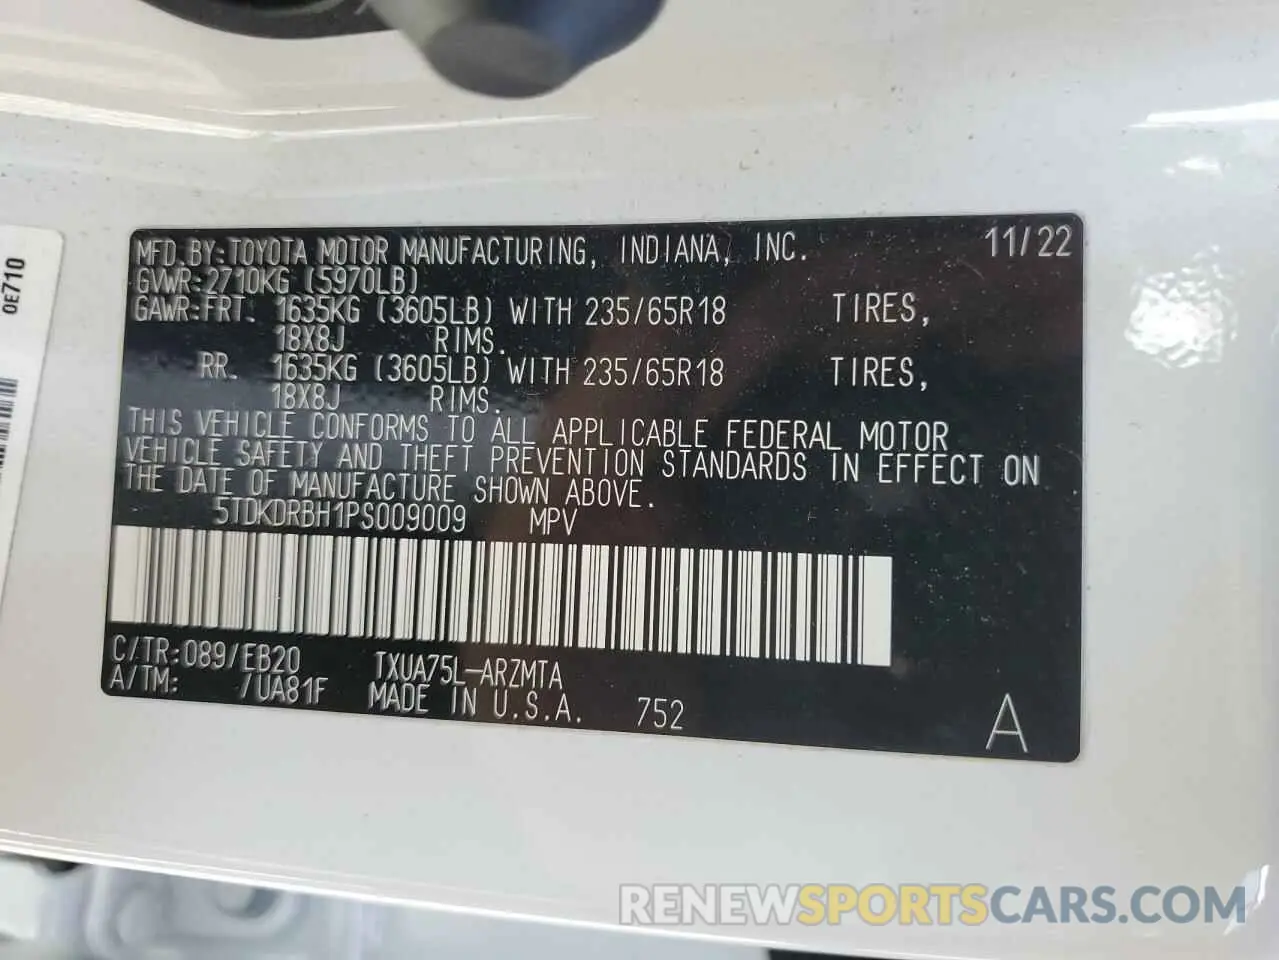 MFD.BY:TOYOTA MOTOR MANUFACTURING, INDIANA, INC. 11/22
GVWR:2710KG (5970LB)
GAWR:FRT. 1635KG (3605LB) WITH 235/65R18 TIRES,
18X8J RIMS.
RR. 1635KG (3605LB) WITH 235/65R18 TIRES,
18X8J RIMS.
THIS VEHICLE CONFORMS TO ALL APPLICABLE FEDERAL MOTOR
VEHICLE SAFETY AND THEFT PREVENTION STANDARDS IN EFFECT ON
THE DATE OF MANUFACTURE SHOWN ABOVE.
5TDKDRBH1PS009009 MPV
C/TR:089/EB20 TXUA75L-ARZMTA
A/TM: /UA81F MADE IN U.S.A. 752 A
0E710
RENEWSPORTSCARS.COM